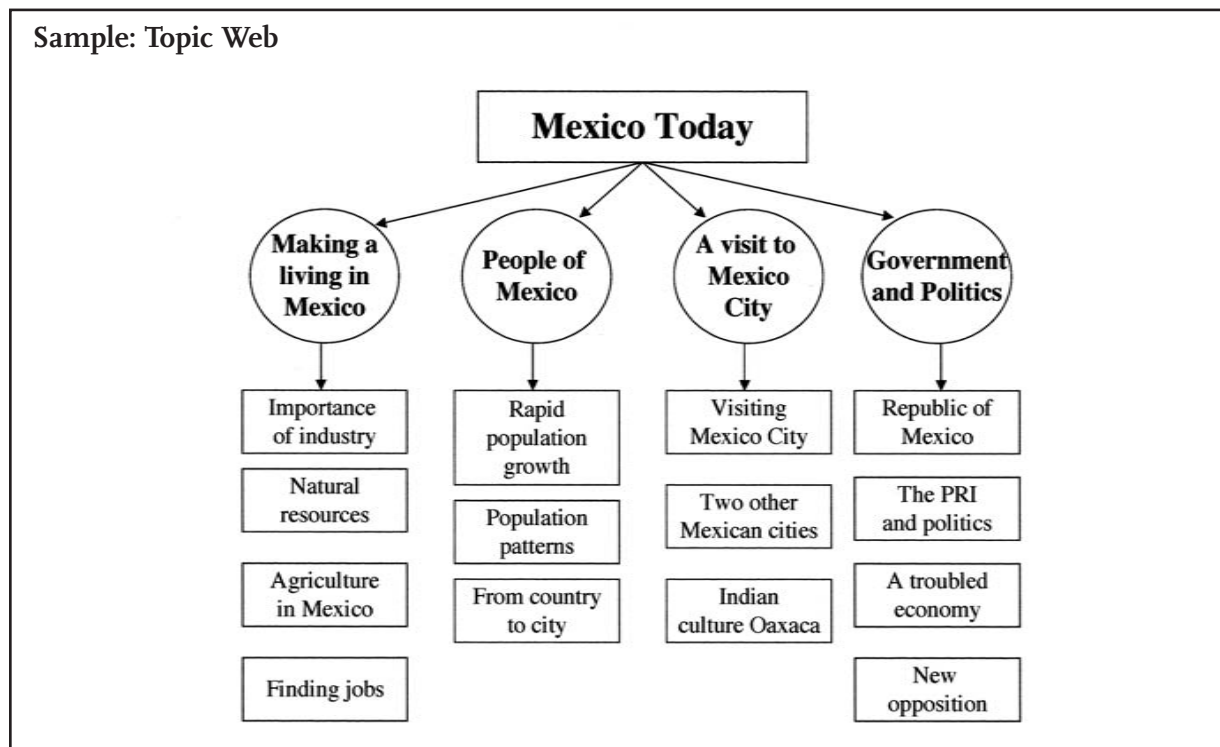 Sample: Topic Web
Mexico Today
Making a
living in
Mexico
People of
Mexico
A visit to
Mexico
City
Government
and Politics
Importance
of industry
Natural
resources
Agriculture
in Mexico
Finding jobs
Rapid
population
growth
Population
patterns
From country
to city
Visiting
Mexico City
Two other
Mexican cities
Indian
culture Oaxaca
Republic of
Mexico
The PRI
and politics
A troubled
economy
New
opposition